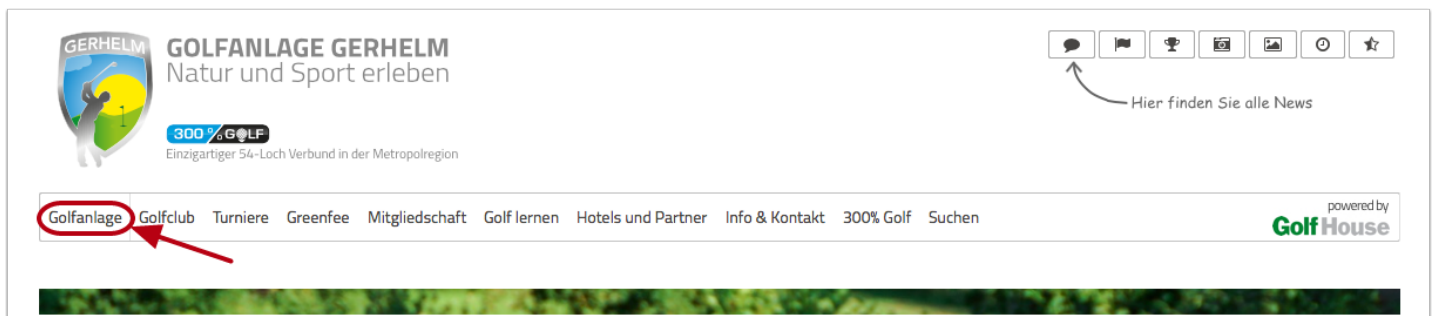 GERHELM
GOLFANLAGE GERHELM
Natur und Sport erleben
300% GOLF
Einzigartiger 54-Loch Verbund in der Metropolregion
Hier finden Sie alle News
Golfanlage Golfclub Turniere Greenfee Mitgliedschaft Golf lernen Hotels und Partner Info & Kontakt 300% Golf Suchen
powered by
GolfHouse